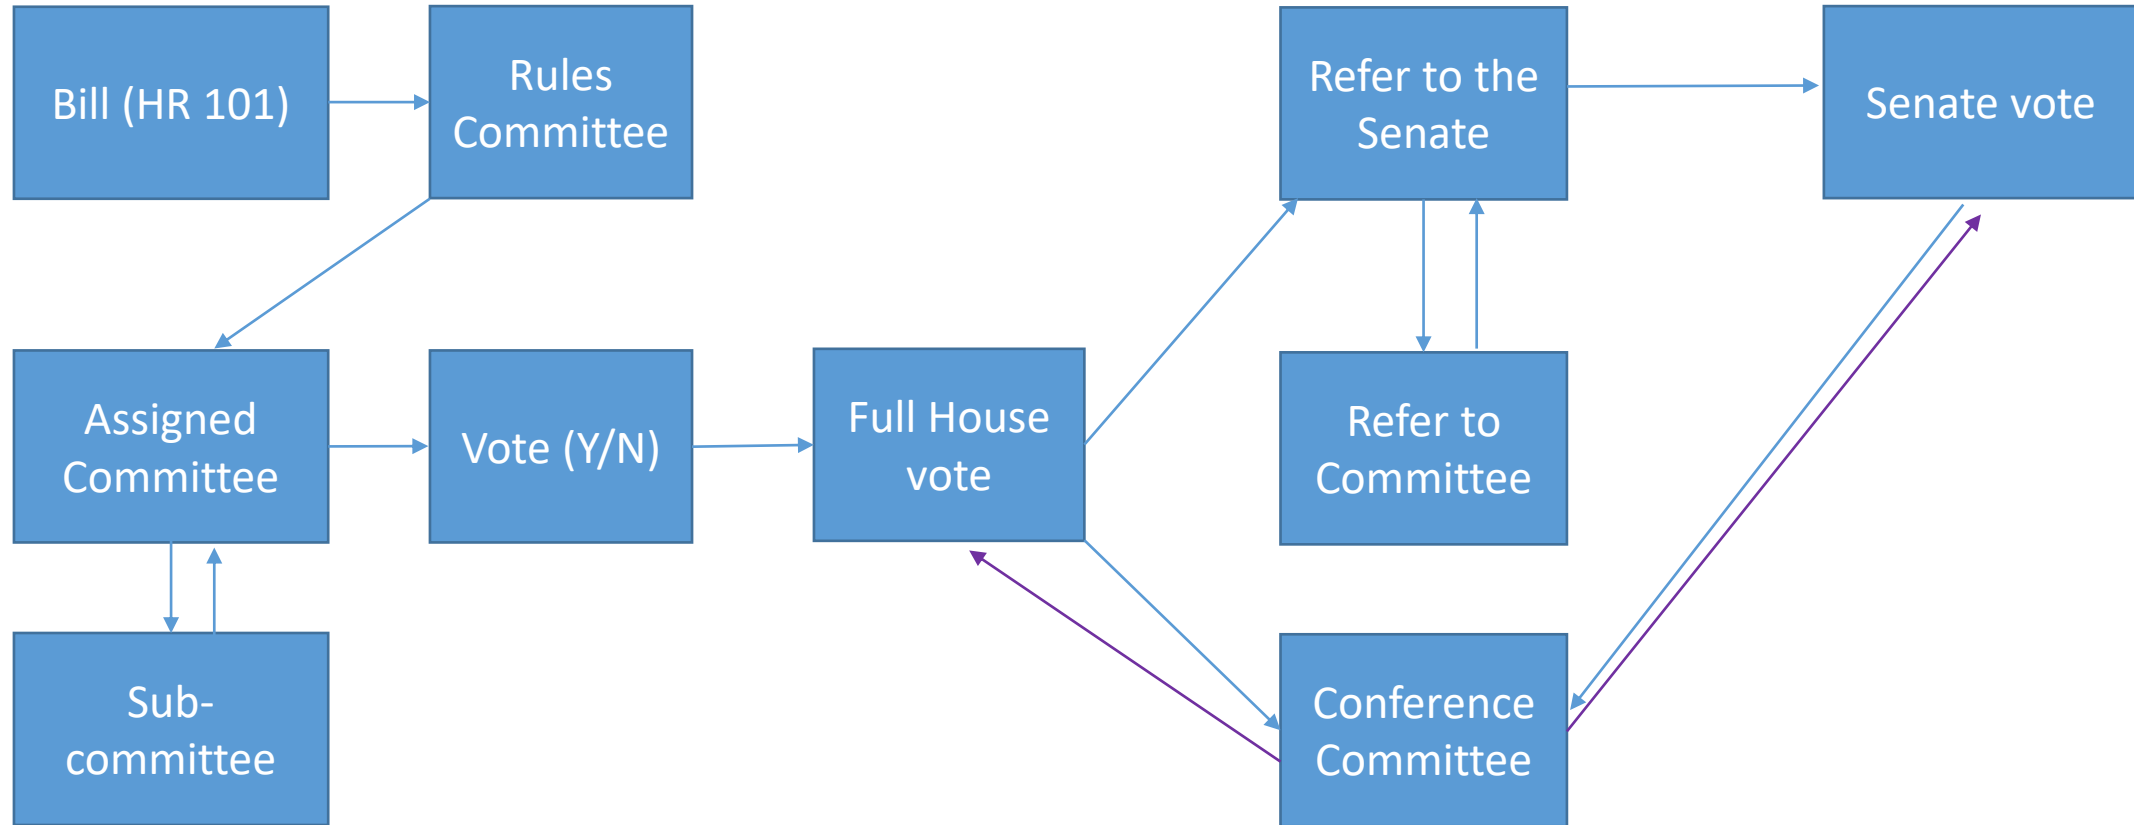 Bill (HR 101)
Rules
Committee
Refer to the
Senate
Senate vote
Assigned
Committee
Vote (Y/N)
Full House
vote
Refer to
Committee
Sub-
committee
Conference
Committee